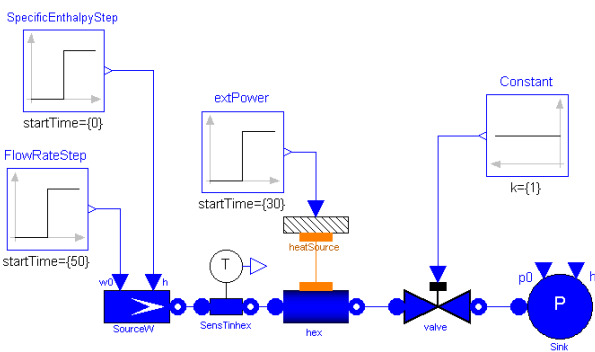 SpecificEnthalpyStep
startTime={0}
FlowRateStep
startTime={50}
extPower
startTime={30}
Constant
k={1}
heatSource
w0
h
T
p0
h
P
SourceW
SensTinhex
hex
valve
Sink